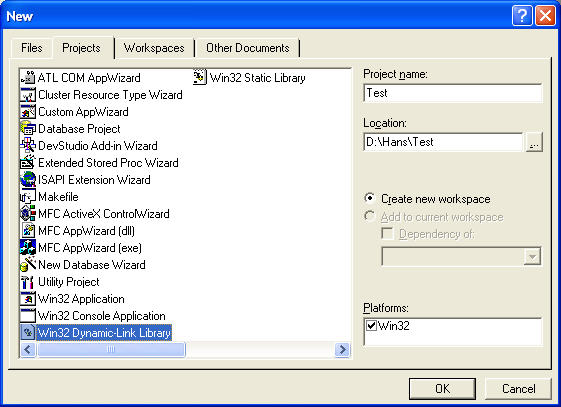 New
Files
Projects
Workspaces
Other Documents
ATL COM AppWizard
Cluster Resource Type Wizard
Custom AppWizard
Database Project
DevStudio Add-in Wizard
Extended Stored Proc Wizard
ISAPI Extension Wizard
Makefile
MFC ActiveX ControlWizard
MFC AppWizard (dll)
MFC AppWizard (exe)
New Database Wizard
Utility Project
Win32 Application
Win32 Console Application
Win32 Dynamic-Link Library
Win32 Static Library
Project name:
Test
Location:
D:\Hans\Test
...
Create new workspace
Add to current workspace
Dependency of:
Platforms:
Win32
OK
Cancel